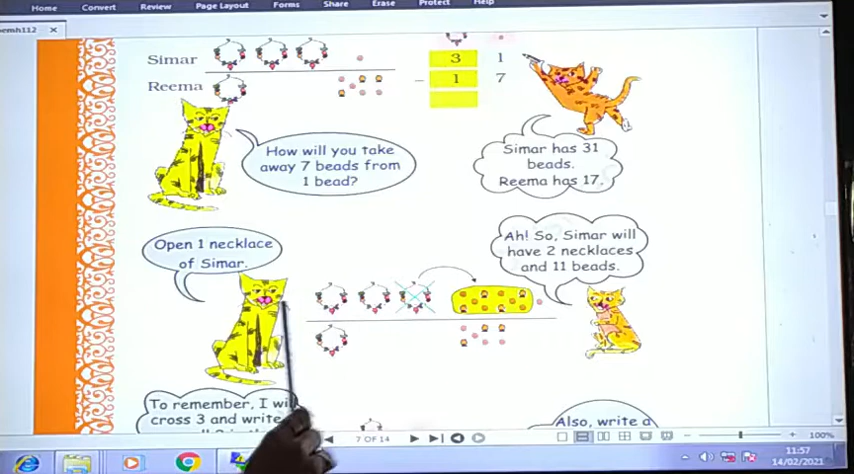 Home Convert Review Page Layout Forms Share Erase Protect Help
emh112
Simar
3 1
Reema
- 1 7
How will you take
away 7 beads from
1 bead?
Simar has 31
beads.
Reema has 17.
Open 1 necklace
of Simar.
Ah! So, Simar will
have 2 necklaces
and 11 beads.
To remember, I
cross 3 and write
Also, write a
7 OF 14
100%
11:57
14/02/2021